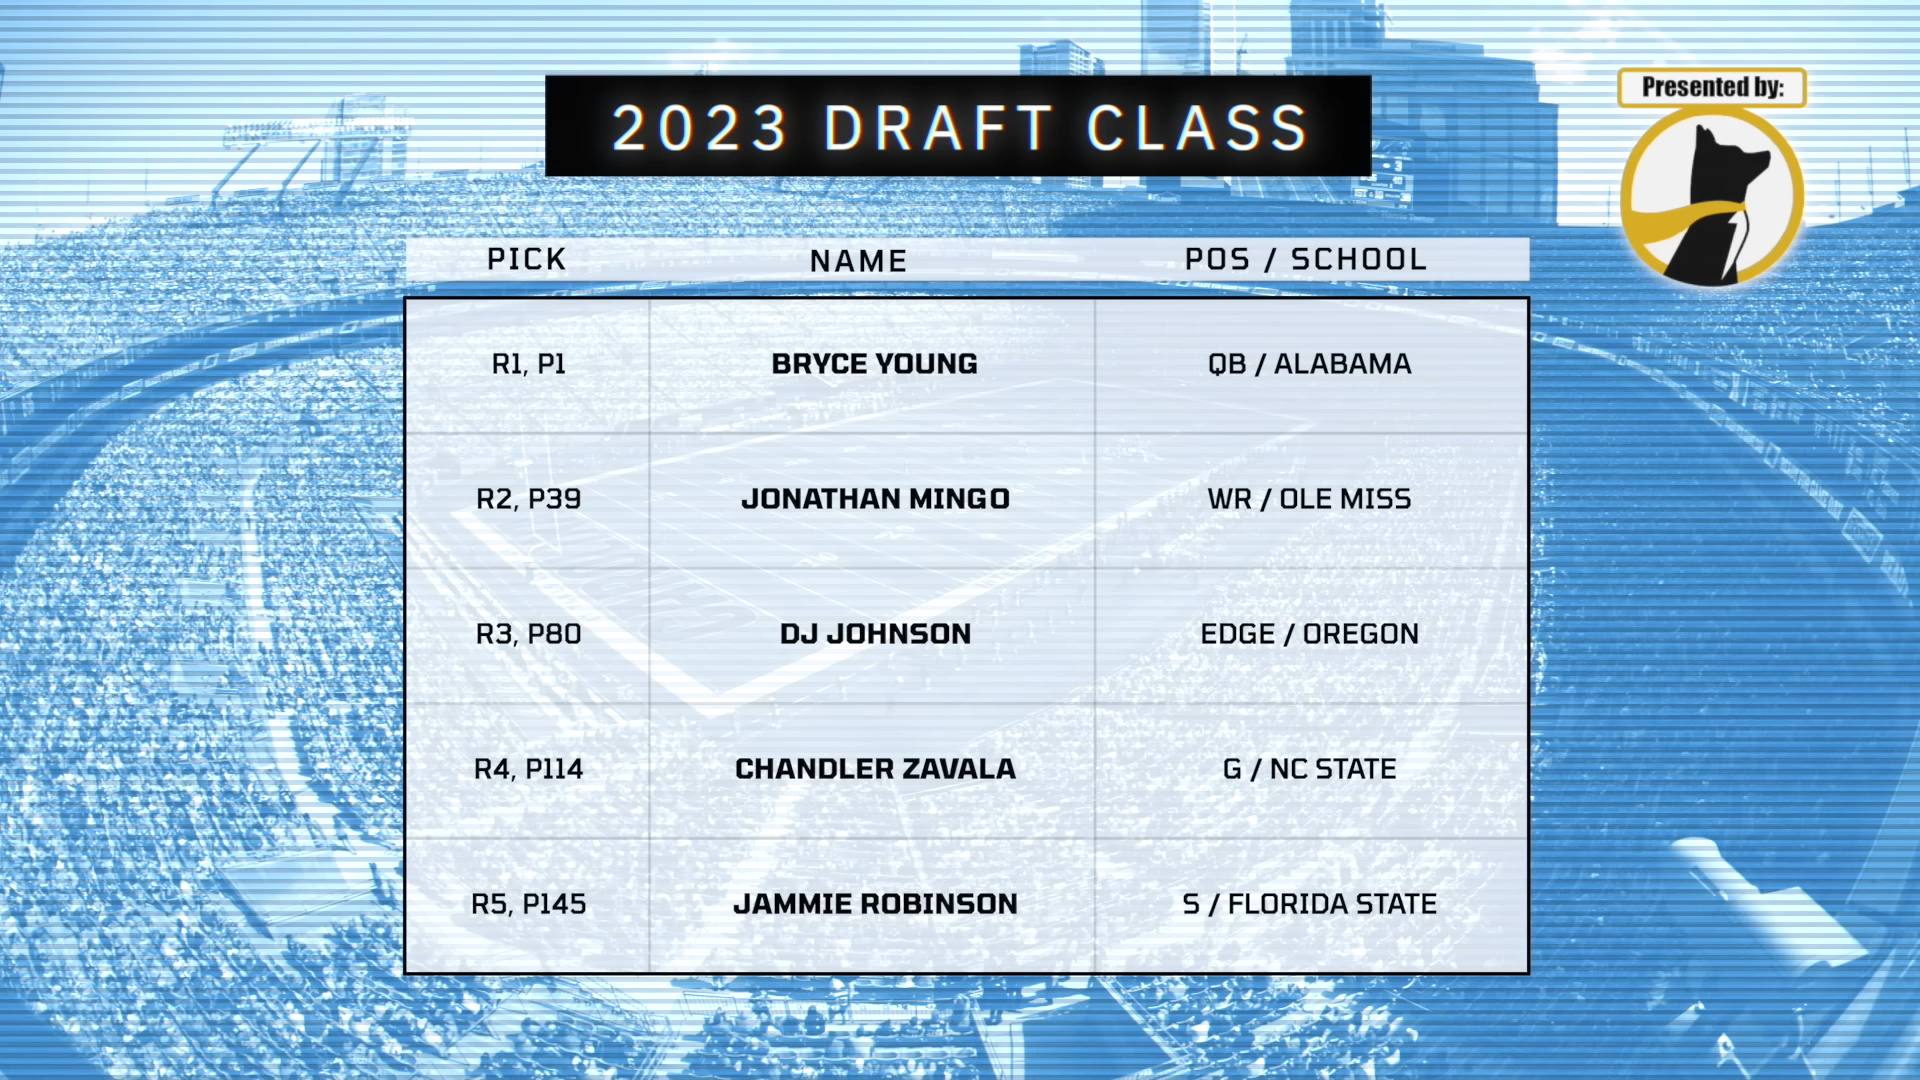 2023 DRAFT CLASS
Presented by:
PICK NAME POS / SCHOOL
R1, P1 BRYCE YOUNG QB / ALABAMA
R2, P39 JONATHAN MINGO WR / OLE MISS
R3, P80 DJ JOHNSON EDGE / OREGON
R4, P114 CHANDLER ZAVALA G / NC STATE
R5, P145 JAMMIE ROBINSON S / FLORIDA STATE